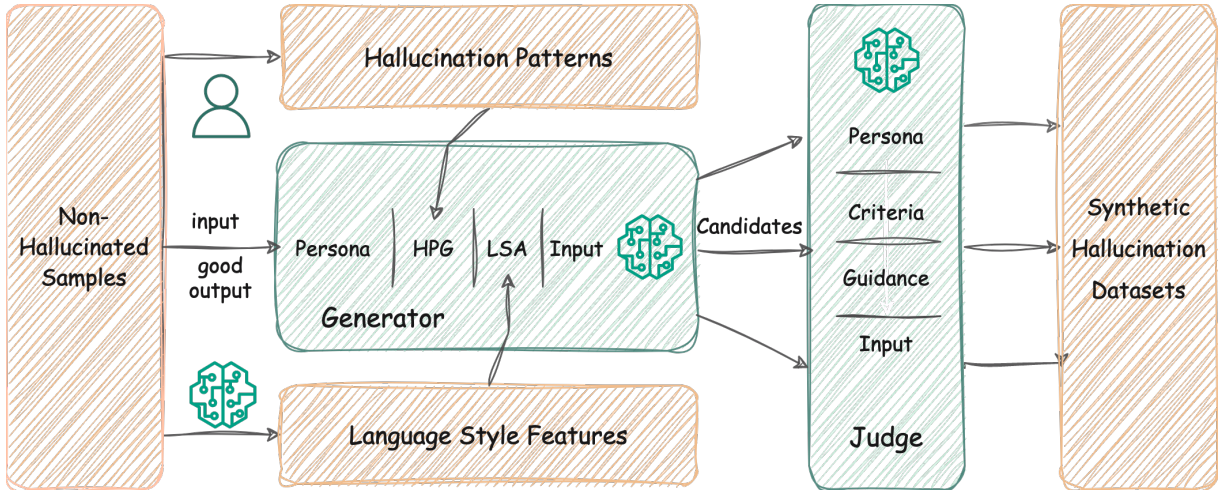 Non-
Hallucinated
Samples
Hallucination Patterns
input
good
output
Persona
HPG
LSA
Input
Generator
Language Style Features
Candidates
Persona
Criteria
Guidance
Input
Judge
Synthetic
Hallucination
Datasets